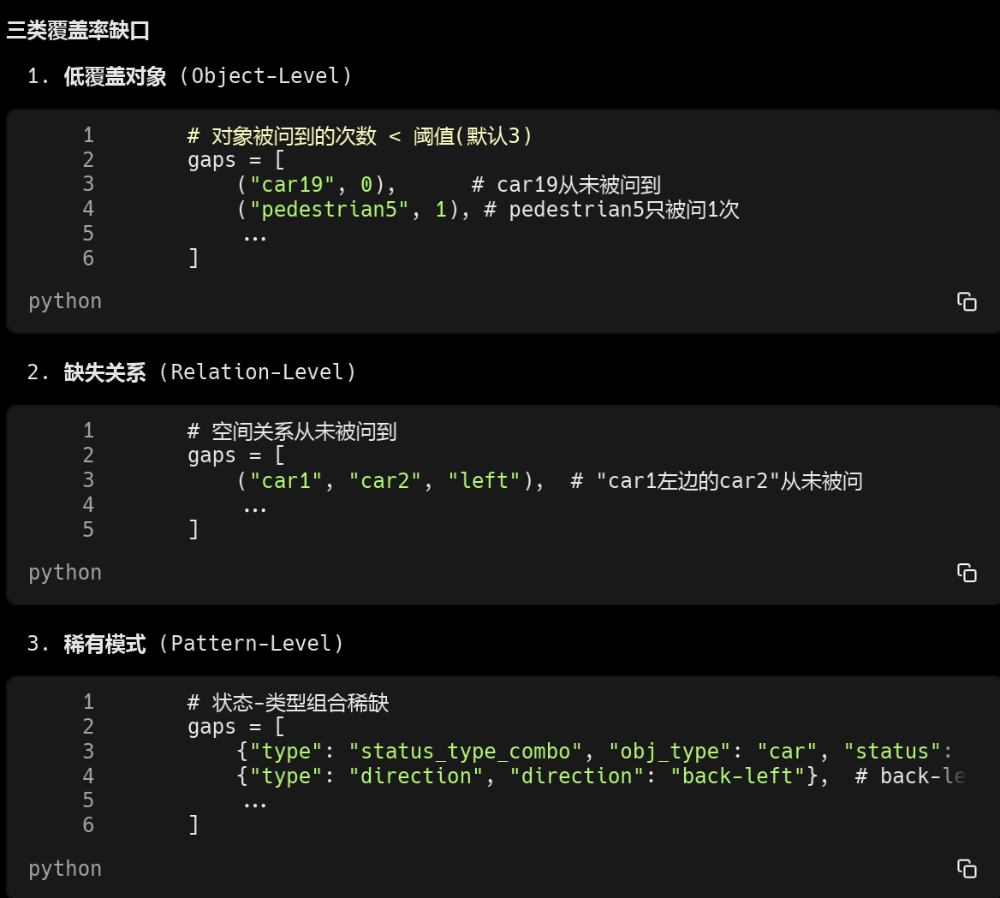 三类覆盖率缺口
1. 低覆盖对象 (Object-Level)
1 # 对象被问到的次数 < 阈值(默认3)
2 gaps = [
3     ("car19", 0),      # car19从未被问到
4     ("pedestrian5", 1), # pedestrian5只被问1次
5     ...
6 ]
python
2. 缺失关系 (Relation-Level)
1 # 空间关系从未被问到
2 gaps = [
3     ("car1", "car2", "left"),  # "car1左边的car2"从未被问
4     ...
5 ]
python
3. 稀有模式 (Pattern-Level)
1 # 状态-类型组合稀缺
2 gaps = [
3     {"type": "status_type_combo", "obj_type": "car", "status":
4     {"type": "direction", "direction": "back-left"},  # back-le
5     ...
6 ]
python